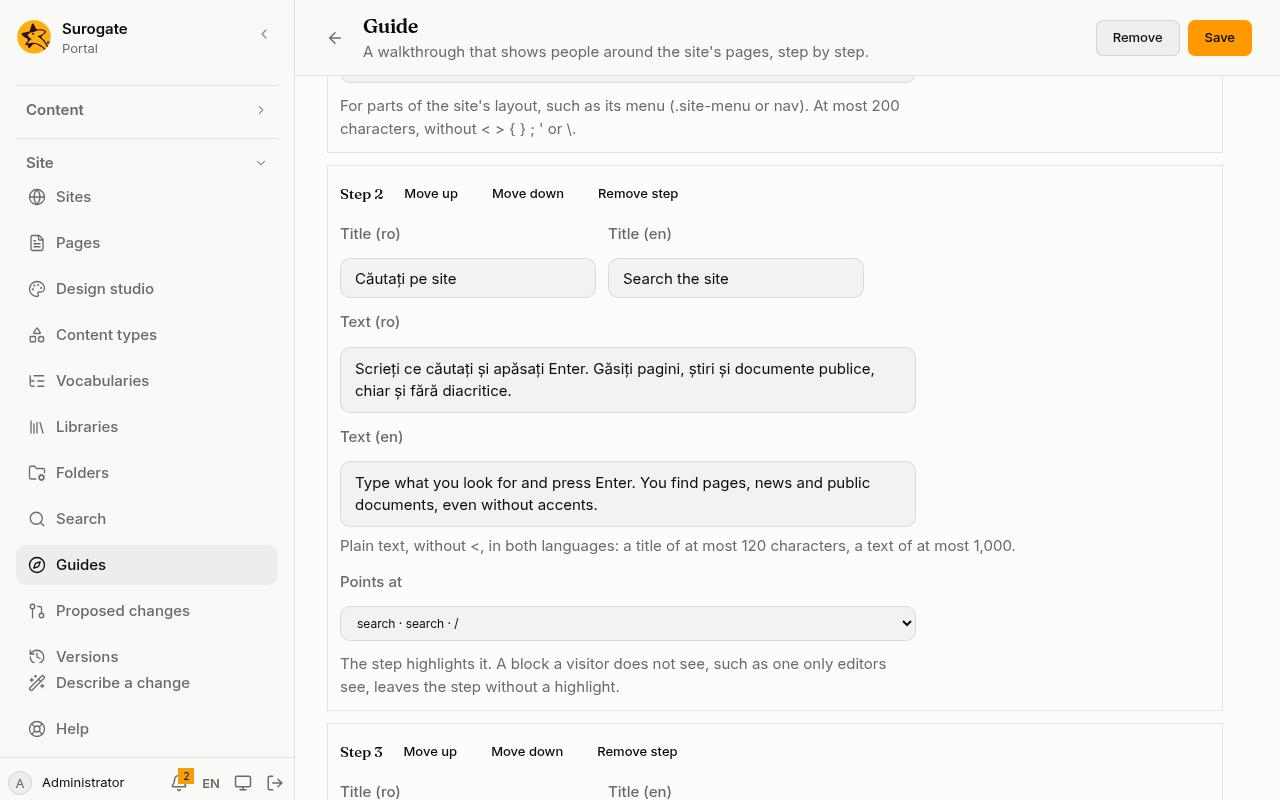 Surogate
Portal
Content
Site
Sites
Pages
Design studio
Content types
Vocabularies
Libraries
Folders
Search
Guides
Proposed changes
Versions
Describe a change
Help
A
Administrator
2
EN
Guide
A walkthrough that shows people around the site's pages, step by step.
Remove
Save
For parts of the site's layout, such as its menu (.site-menu or nav). At most 200
characters, without < > { } ; ' or \.
Step 2
Move up
Move down
Remove step
Title (ro)
Title (en)
Căutați pe site
Search the site
Text (ro)
Scrieți ce căutați și apăsați Enter. Găsiți pagini, știri și documente publice,
chiar și fără diacritice.
Text (en)
Type what you look for and press Enter. You find pages, news and public
documents, even without accents.
Plain text, without <, in both languages: a title of at most 120 characters, a text of at most 1,000.
Points at
search · search · /
The step highlights it. A block a visitor does not see, such as one only editors
see, leaves the step without a highlight.
Step 3
Move up
Move down
Remove step
Title (ro)
Title (en)